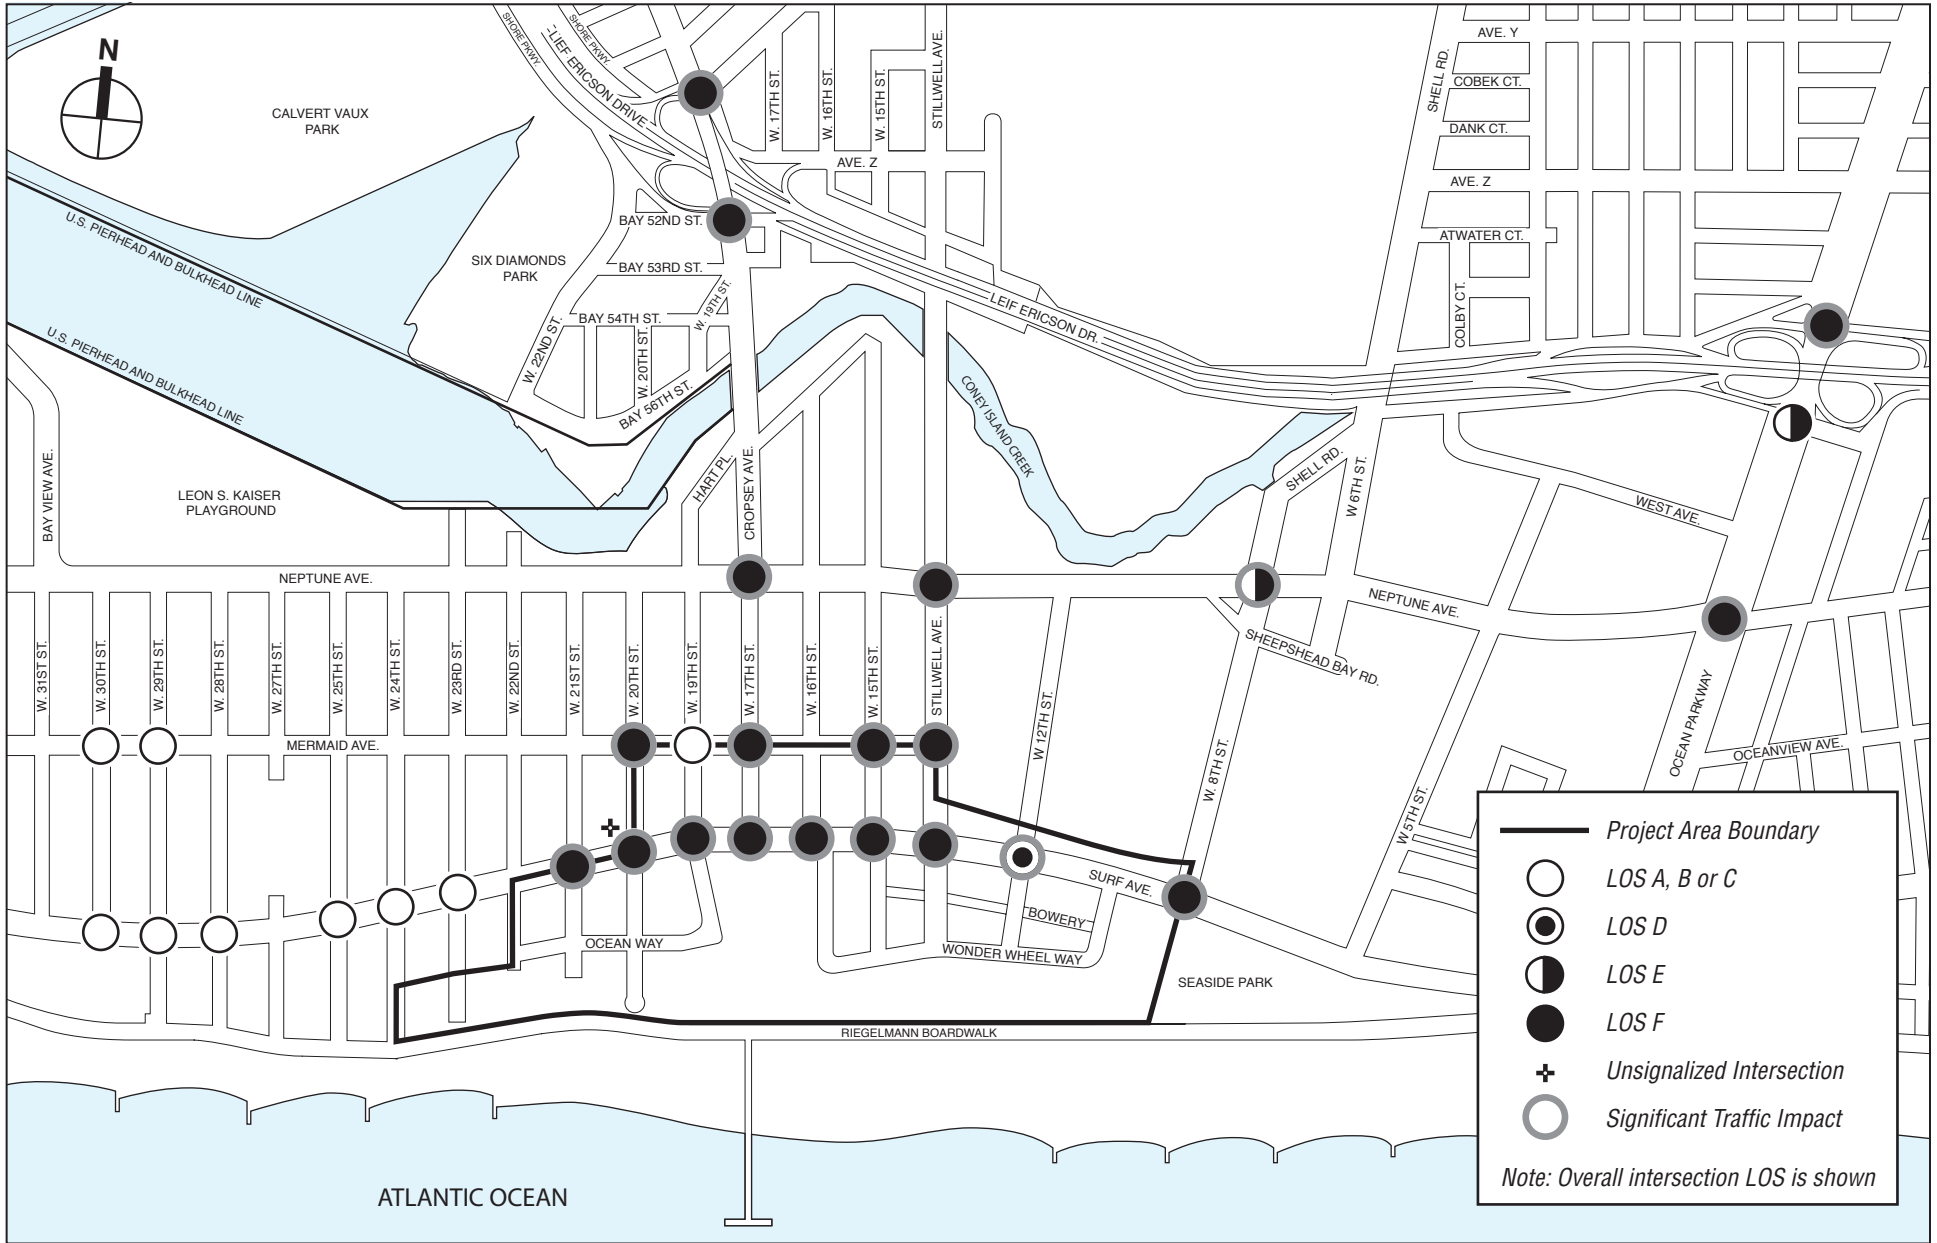 N
CALVERT VAUX
PARK
SHORE PKWY.
SHORE PKWY.
LIEF ERICSON DRIVE
W. 17TH ST.
W. 16TH ST.
W. 15TH ST.
STILLWELL AVE.
AVE. Z
SHELL RD.
AVE. Y
COBEK CT.
DANK CT.
AVE. Z
ATWATER CT.
COLBY CT.
U.S. PIERHEAD AND BULKHEAD LINE
U.S. PIERHEAD AND BULKHEAD LINE
SIX DIAMONDS
PARK
BAY 52ND ST.
BAY 53RD ST.
BAY 54TH ST.
W. 19TH ST.
W. 22ND ST.
W. 20TH ST.
BAY 56TH ST.
LEIF ERICSON DR.
CONEY ISLAND CREEK
HART PL.
CROPSEY AVE.
SHELL RD.
W 6TH ST.
WEST AVE.
BAY VIEW AVE.
LEON S. KAISER
PLAYGROUND
NEPTUNE AVE.
NEPTUNE AVE.
SHEEPSHEAD BAY RD.
W. 31ST ST.
W. 30TH ST.
W. 29TH ST.
W. 28TH ST.
W. 27TH ST.
W. 25TH ST.
W. 24TH ST.
W. 23RD ST.
W. 22ND ST.
W. 21ST ST.
W. 20TH ST.
W. 19TH ST.
W. 17TH ST.
W. 16TH ST.
W. 15TH ST.
STILLWELL AVE.
W 12TH ST.
W. 8TH ST.
W 5TH ST.
OCEAN PARKWAY
OCEANVIEW AVE.
MERMAID AVE.
SURF AVE.
BOWERY
OCEAN WAY
WONDER WHEEL WAY
SEASIDE PARK
RIEGELMANN BOARDWALK
ATLANTIC OCEAN
Project Area Boundary
LOS A, B or C
LOS D
LOS E
LOS F
Unsignalized Intersection
Significant Traffic Impact
Note: Overall intersection LOS is shown